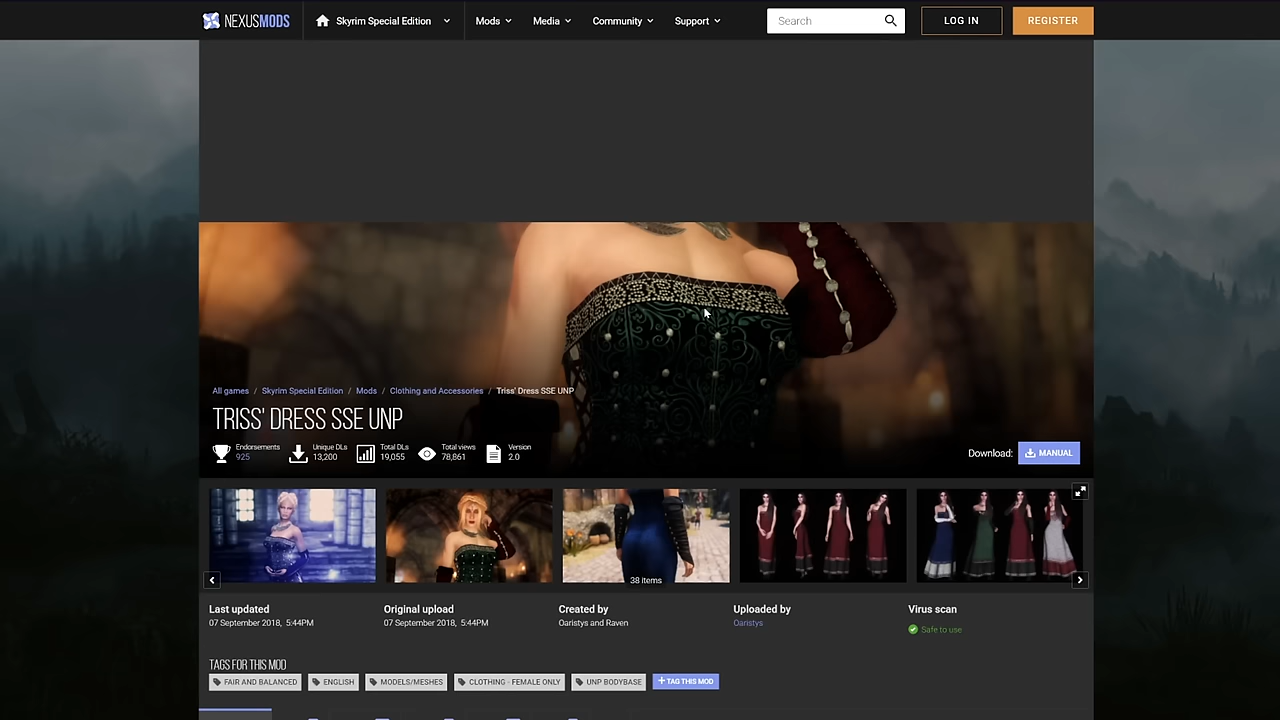 NEXUSMODS Skyrim Special Edition Mods Media Community Support Search LOG IN REGISTER
All games / Skyrim Special Edition / Mods / Clothing and Accessories / Triss' Dress SSE UNP
TRISS' DRESS SSE UNP
Endorsements Unique DLs Total DLs Total views Version
925 13,200 19,055 78,861 2.0
Download: MANUAL
38 items
Last updated Original upload Created by Uploaded by Virus scan
07 September 2018, 5:44PM 07 September 2018, 5:44PM Oaristys and Raven Oaristys Safe to use
TAGS FOR THIS MOD
FAIR AND BALANCED ENGLISH MODELS/MESHES CLOTHING - FEMALE ONLY UNP BODYBASE + TAG THIS MOD